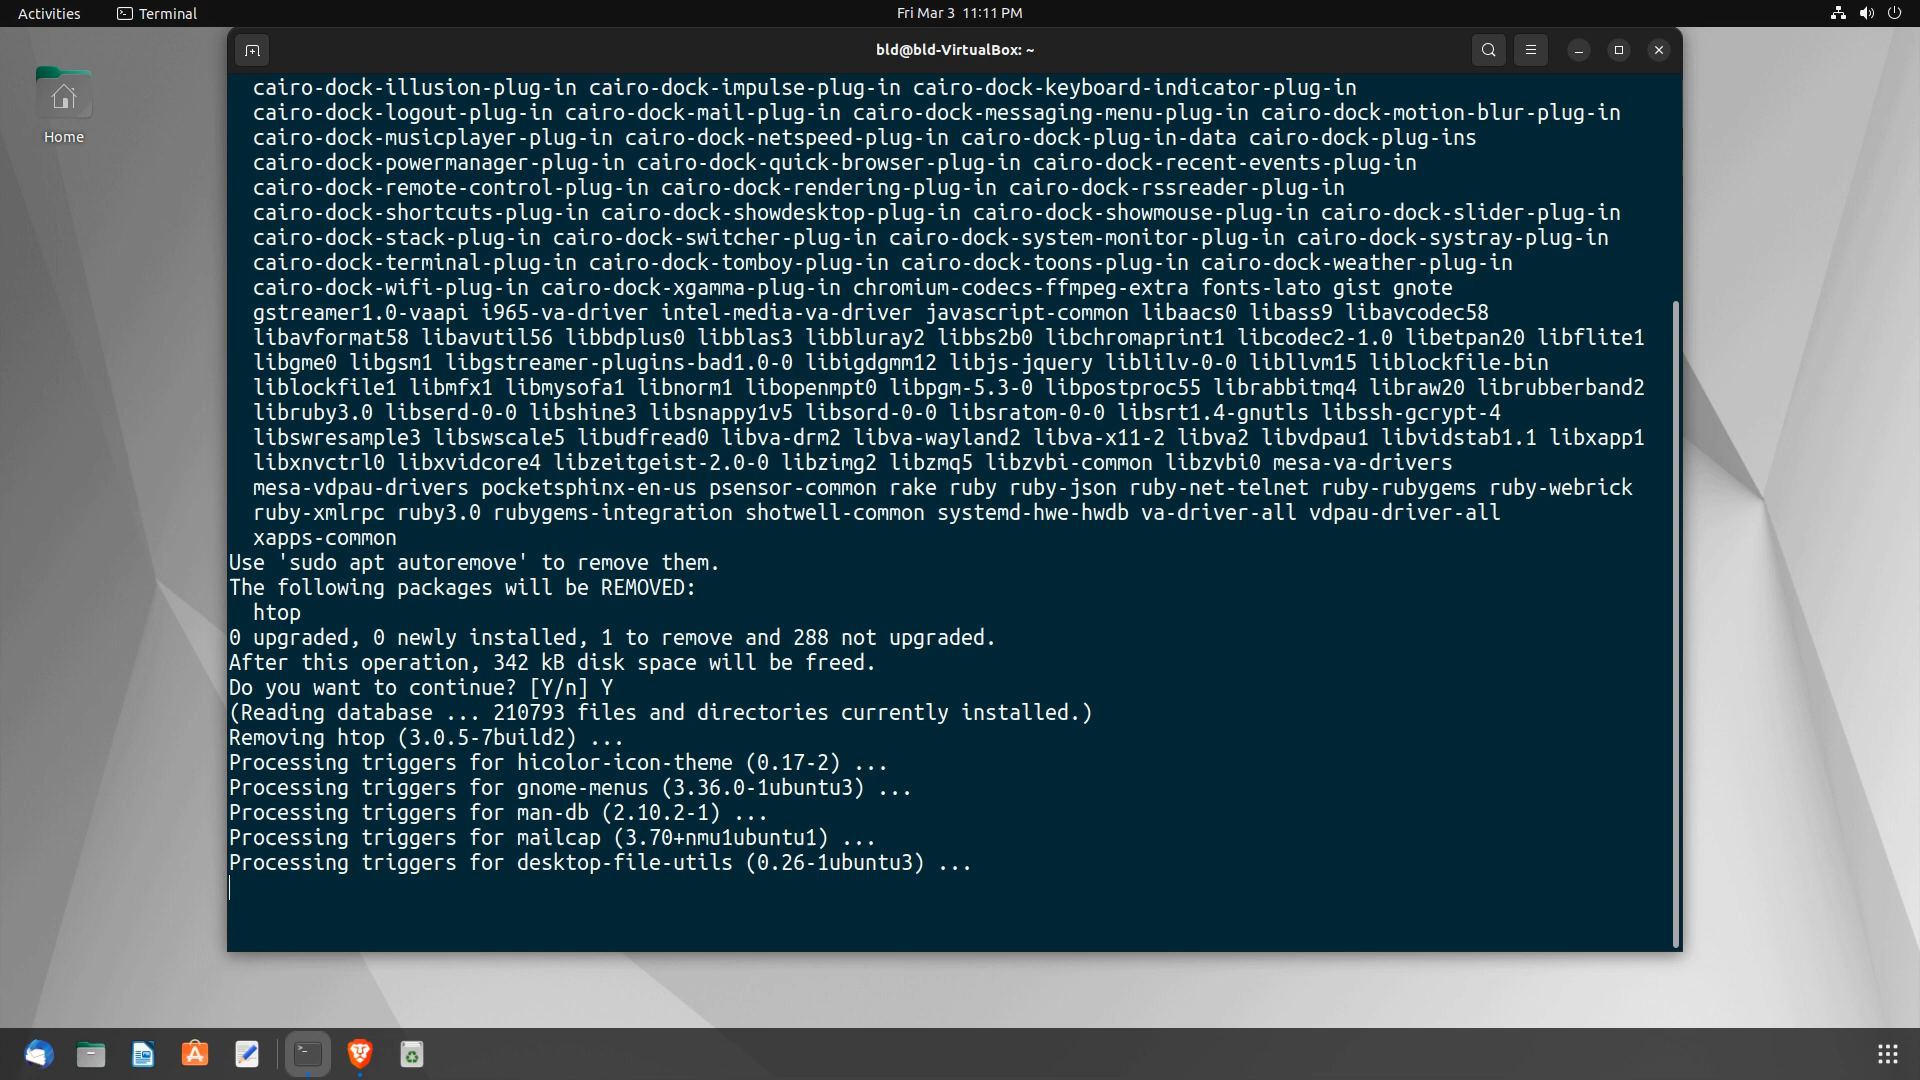 Activities
Terminal
Fri Mar 3 11:11 PM
bld@bld-VirtualBox: ~
Home
cairo-dock-illusion-plug-in cairo-dock-impulse-plug-in cairo-dock-keyboard-indicator-plug-in
cairo-dock-logout-plug-in cairo-dock-mail-plug-in cairo-dock-messaging-menu-plug-in cairo-dock-motion-blur-plug-in
cairo-dock-musicplayer-plug-in cairo-dock-netspeed-plug-in cairo-dock-plug-in-data cairo-dock-plug-ins
cairo-dock-powermanager-plug-in cairo-dock-quick-browser-plug-in cairo-dock-recent-events-plug-in
cairo-dock-remote-control-plug-in cairo-dock-rendering-plug-in cairo-dock-rssreader-plug-in
cairo-dock-shortcuts-plug-in cairo-dock-showdesktop-plug-in cairo-dock-showmouse-plug-in cairo-dock-slider-plug-in
cairo-dock-stack-plug-in cairo-dock-switcher-plug-in cairo-dock-system-monitor-plug-in cairo-dock-systray-plug-in
cairo-dock-terminal-plug-in cairo-dock-tomboy-plug-in cairo-dock-toons-plug-in cairo-dock-weather-plug-in
cairo-dock-wifi-plug-in cairo-dock-xgamma-plug-in chromium-codecs-ffmpeg-extra fonts-lato gist gnote
gstreamer1.0-vaapi i965-va-driver intel-media-va-driver javascript-common libaacs0 libass9 libavcodec58
libavformat58 libavutil56 libbdplus0 libblas3 libbluray2 libbs2b0 libchromaprint1 libcodec2-1.0 libetpan20 libflite1
libgme0 libgsm1 libgstreamer-plugins-bad1.0-0 libigdgmm12 libjs-jquery liblilv-0-0 libllvm15 liblockfile-bin
liblockfile1 libmfx1 libmysofa1 libnorm1 libopenmpt0 libpgm-5.3-0 libpostproc55 librabbitmq4 libraw20 librubberband2
libruby3.0 libserd-0-0 libshine3 libsnappy1v5 libsord-0-0 libsratom-0-0 libsrt1.4-gnutls libssh-gcrypt-4
libswresample3 libswscale5 libudfread0 libva-drm2 libva-wayland2 libva-x11-2 libva2 libvdpau1 libvidstab1.1 libxapp1
libxnvctrl0 libxvidcore4 libzeitgeist-2.0-0 libzimg2 libzmq5 libzvbi-common libzvbi0 mesa-va-drivers
mesa-vdpau-drivers pocketsphinx-en-us psensor-common rake ruby ruby-json ruby-net-telnet ruby-rubygems ruby-webrick
ruby-xmlrpc ruby3.0 rubygems-integration shotwell-common systemd-hwe-hwdb va-driver-all vdpau-driver-all
xapps-common
Use 'sudo apt autoremove' to remove them.
The following packages will be REMOVED:
htop
0 upgraded, 0 newly installed, 1 to remove and 288 not upgraded.
After this operation, 342 kB disk space will be freed.
Do you want to continue? [Y/n] Y
(Reading database ... 210793 files and directories currently installed.)
Removing htop (3.0.5-7build2) ...
Processing triggers for hicolor-icon-theme (0.17-2) ...
Processing triggers for gnome-menus (3.36.0-1ubuntu3) ...
Processing triggers for man-db (2.10.2-1) ...
Processing triggers for mailcap (3.70+nmu1ubuntu1) ...
Processing triggers for desktop-file-utils (0.26-1ubuntu3) ...